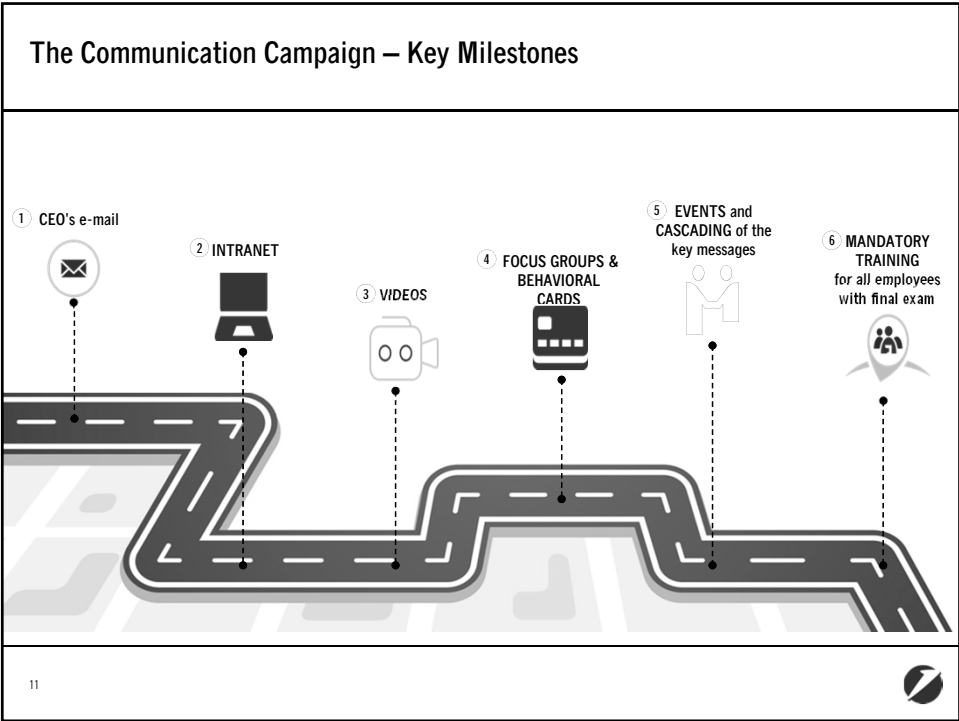 The Communication Campaign – Key Milestones
1 CEO's e-mail
2 INTRANET
3 VIDEOS
4 FOCUS GROUPS &
BEHAVIORAL
CARDS
5 EVENTS and
CASCADING of the
key messages
6 MANDATORY
TRAINING
for all employees
with final exam
11